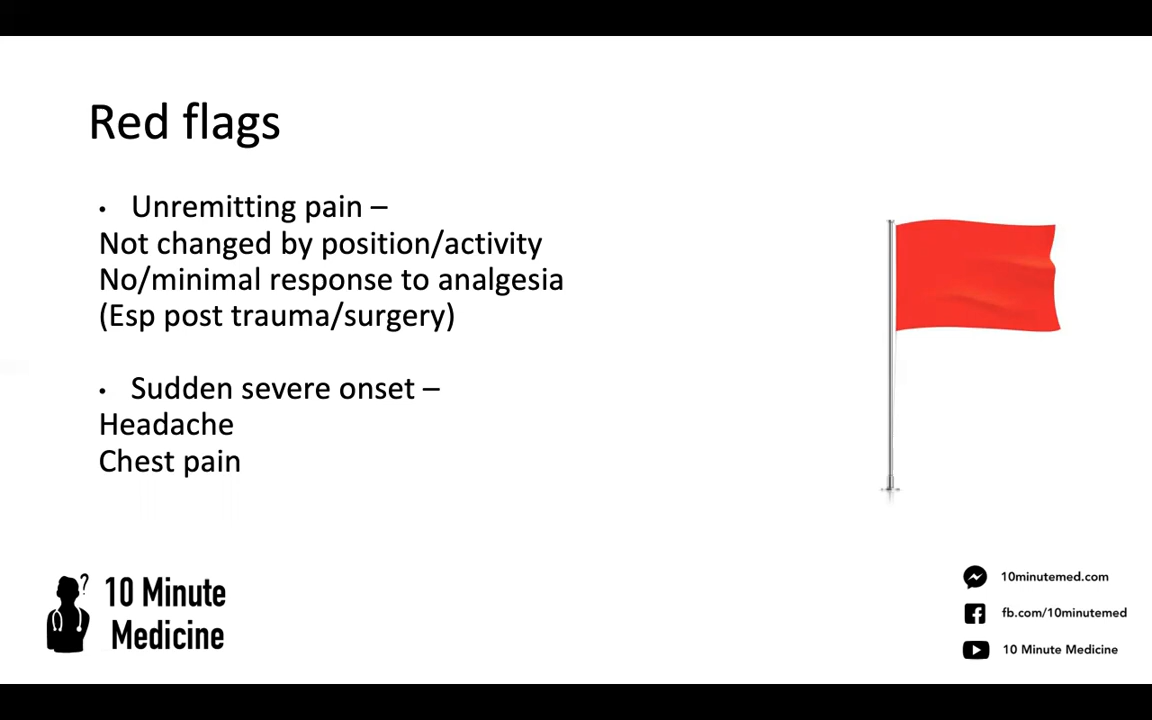 Red flags
• Unremitting pain –
Not changed by position/activity
No/minimal response to analgesia
(Esp post trauma/surgery)
• Sudden severe onset –
Headache
Chest pain
?
10 Minute
Medicine
10minutemed.com
fb.com/10minutemed
10 Minute Medicine